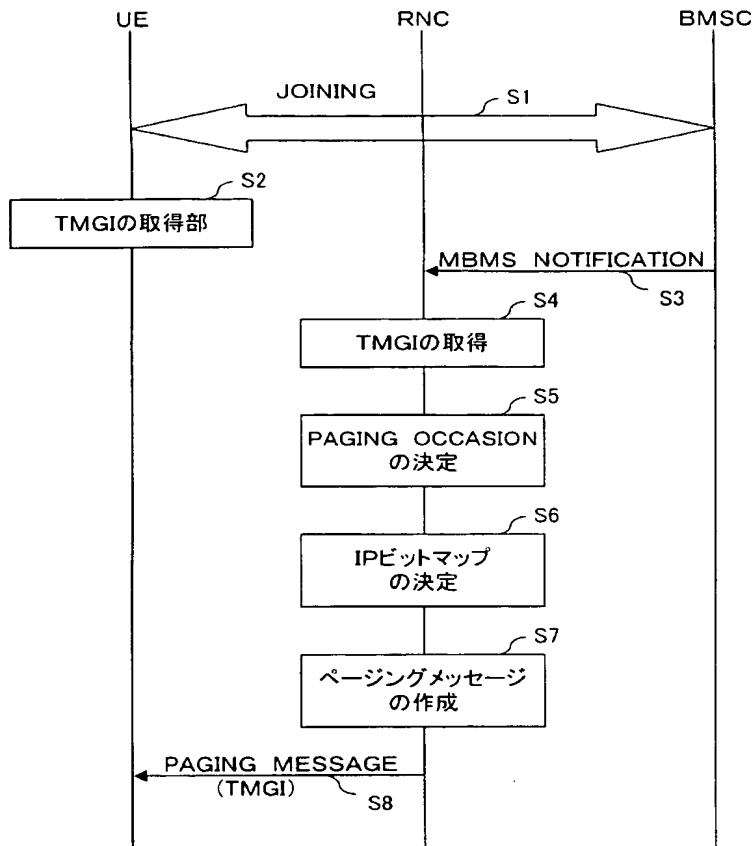 UE
RNC
BMSC
JOINING
S1
S2
TMGIの取得部
MBMS NOTIFICATION
S3
S4
TMGIの取得
S5
PAGING OCCASION
の決定
S6
IPビットマップ
の決定
S7
ページングメッセージ
の作成
PAGING MESSAGE
(TMGI)
S8